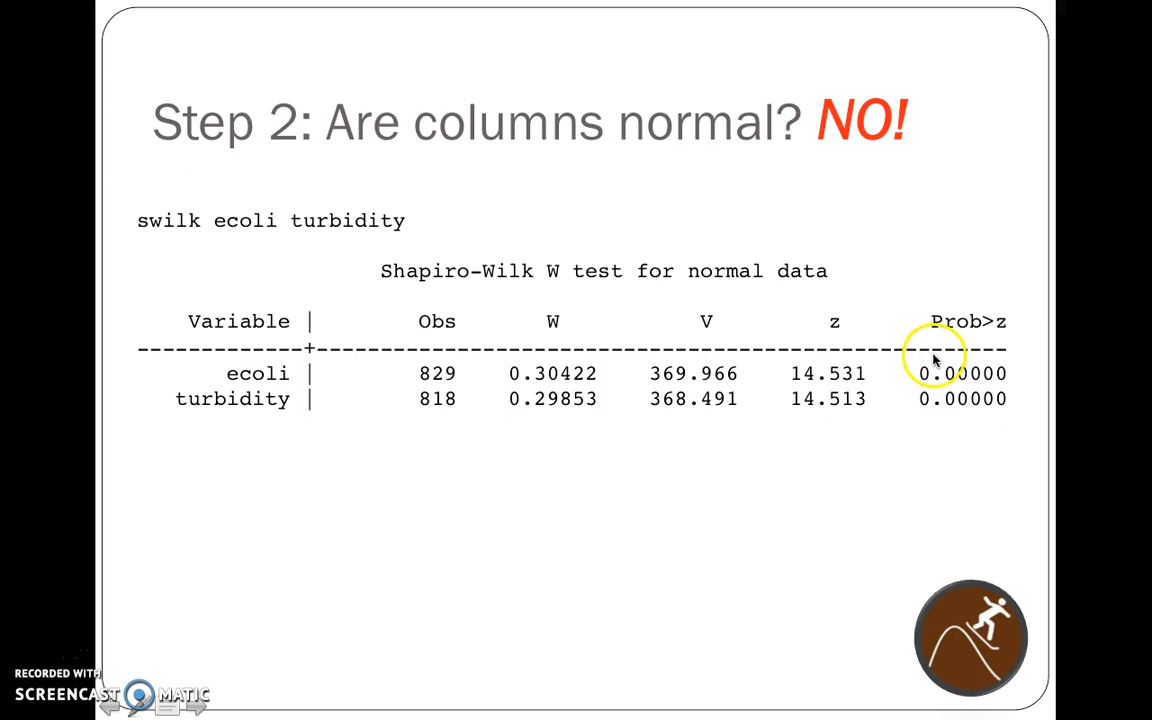 Step 2: Are columns normal? NO!
swilk ecoli turbidity
Shapiro-Wilk W test for normal data
Variable | Obs W V z Prob>z
-------------+------------------------------------------------------
ecoli | 829 0.30422 369.966 14.531 0.00000
turbidity | 818 0.29853 368.491 14.513 0.00000
RECORDED WITH
SCREENCAST MATIC